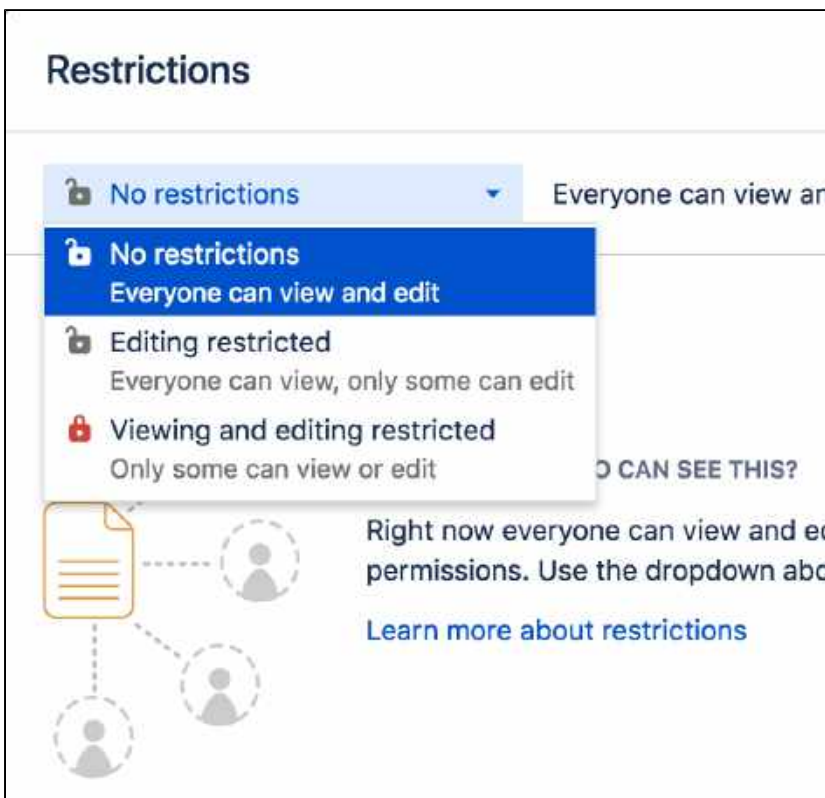 Restrictions
No restrictions Everyone can view an
No restrictions
Everyone can view and edit
Editing restricted
Everyone can view, only some can edit
Viewing and editing restricted
Only some can view or edit
O CAN SEE THIS?
Right now everyone can view and ed
permissions. Use the dropdown abo
Learn more about restrictions